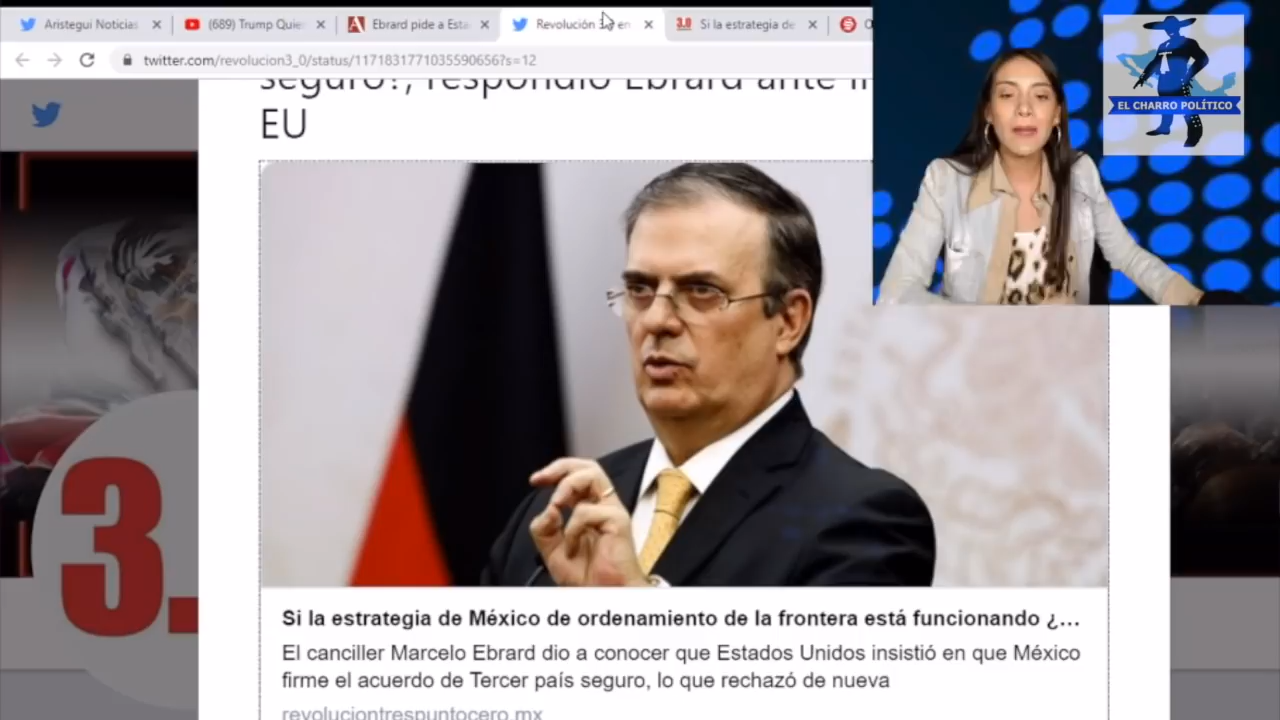 Aristegui Noticias
(689) Trump Quie
Ebrard pide a Esta
Revolución 3.0 en
3.0 Si la estrategia de
twitter.com/revolucion3_0/status/1171831771035590656?s=12
seguro?, respondió Ebrard ante
EU
EL CHARRO POLÍTICO
3.
Si la estrategia de México de ordenamiento de la frontera está funcionando ¿...
El canciller Marcelo Ebrard dio a conocer que Estados Unidos insistió en que México
firme el acuerdo de Tercer país seguro, lo que rechazó de nueva
revoluciontrespuntocero.mx